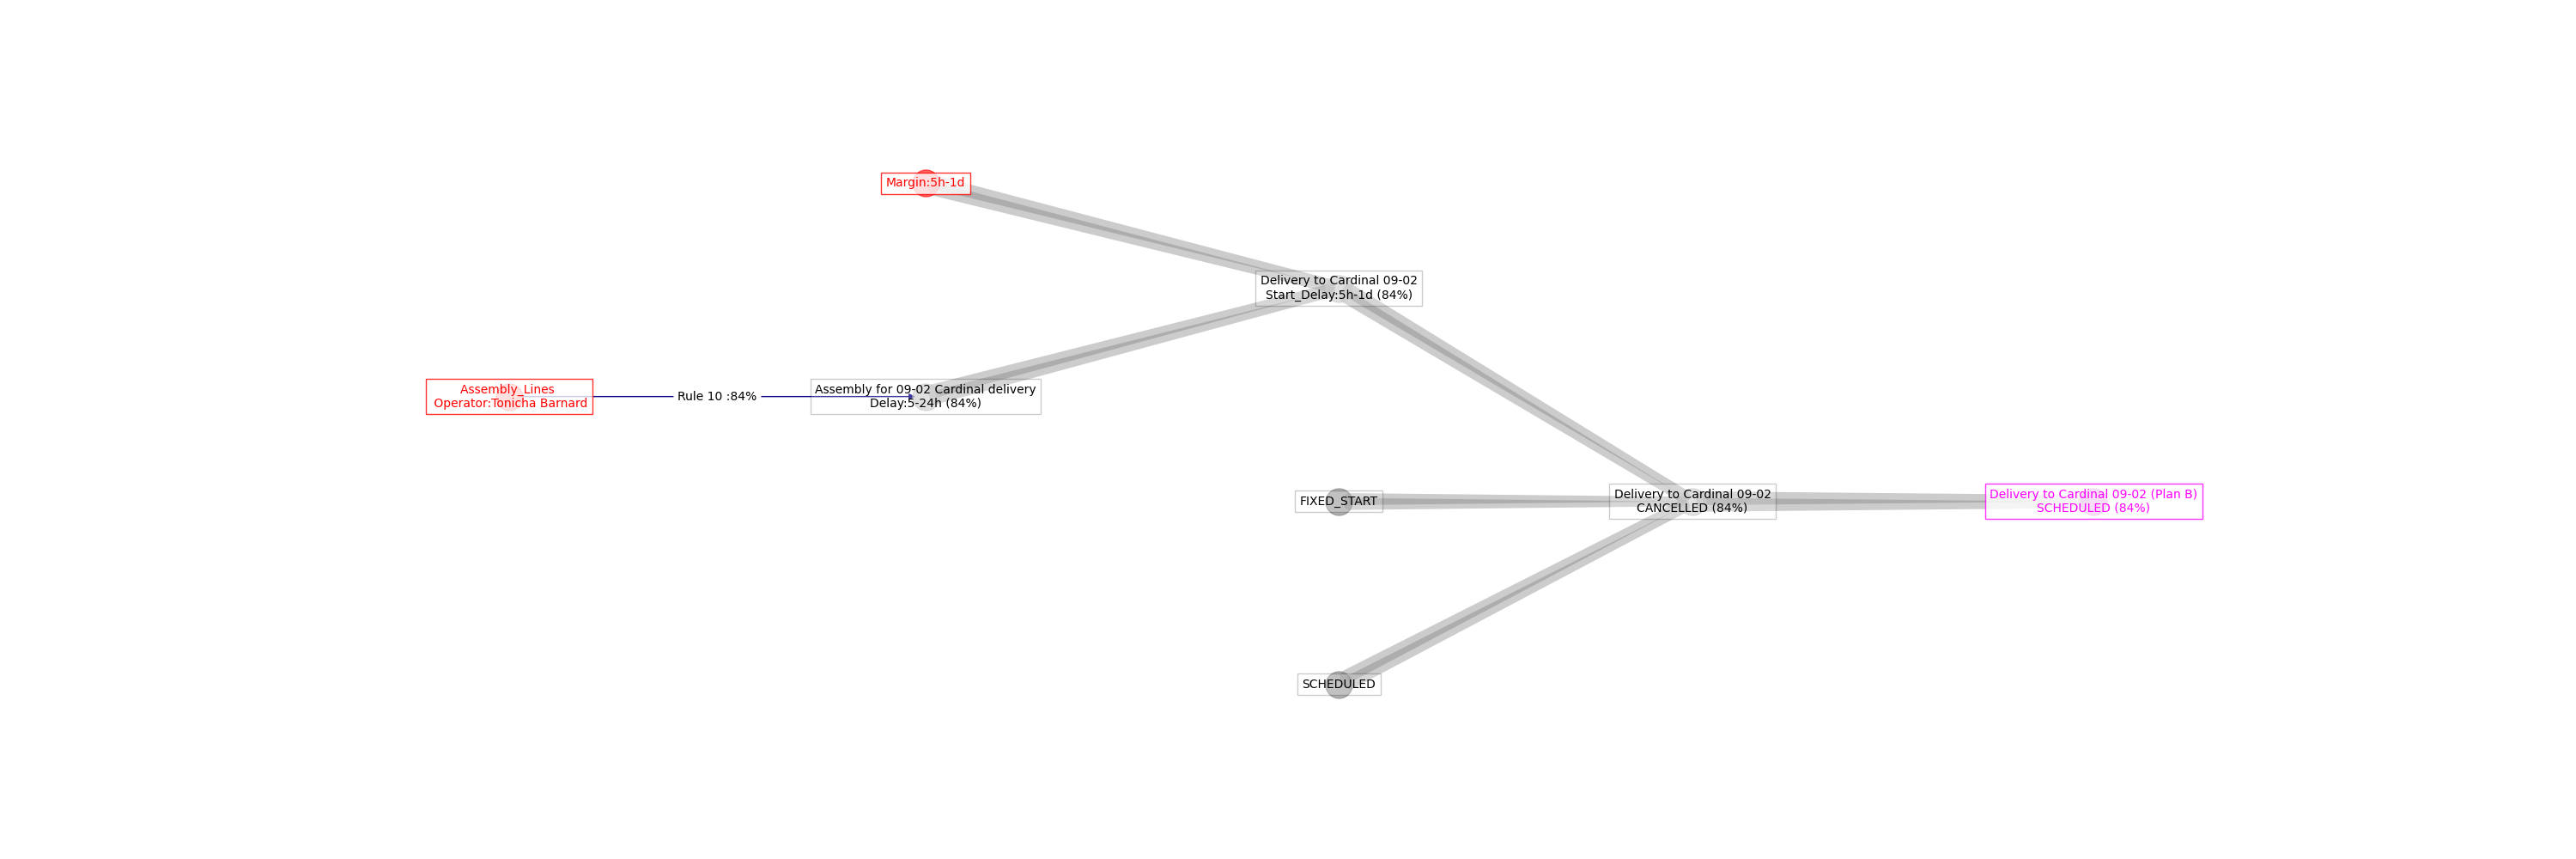 Margin:5h-1d
Delivery to Cardinal 09-02
Start_Delay:5h-1d (84%)
Assembly_Lines
Operator:Tonicha Barnard
Rule 10 :84%
Assembly for 09-02 Cardinal delivery
Delay:5-24h (84%)
FIXED_START
Delivery to Cardinal 09-02
CANCELLED (84%)
Delivery to Cardinal 09-02 (Plan B)
SCHEDULED (84%)
SCHEDULED